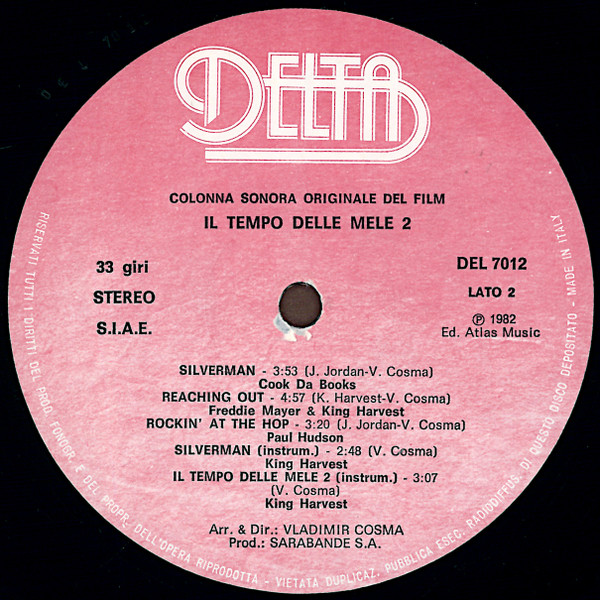 DELTA
COLONNA SONORA ORIGINALE DEL FILM
IL TEMPO DELLE MELE 2
33 giri
STEREO
S.I.A.E.
DEL 7012
LATO 2
℗ 1982
Ed. Atlas Music
SILVERMAN - 3:53 (J. Jordan-V. Cosma)
Cook Da Books
REACHING OUT - 4:57 (K. Harvest-V. Cosma)
Freddie Mayer & King Harvest
ROCKIN' AT THE HOP - 3:20 (J. Jordan-V. Cosma)
Paul Hudson
SILVERMAN (instrum.) - 2:48 (V. Cosma)
King Harvest
IL TEMPO DELLE MELE 2 (instrum.) - 3:07
(V. Cosma)
King Harvest
Arr. & Dir.: VLADIMIR COSMA
Prod.: SARABANDE S.A.
RISERVATI TUTTI I DIRITTI DEL PROD. FONOGR. E DEL PROPR. DELL'OPERA RIPRODOTTA - VIETATA DUPLICAZ. PUBBLICA ESEC. RADIODIFFUS. DI QUESTO DISCO DEPOSITATO - MADE IN ITALY